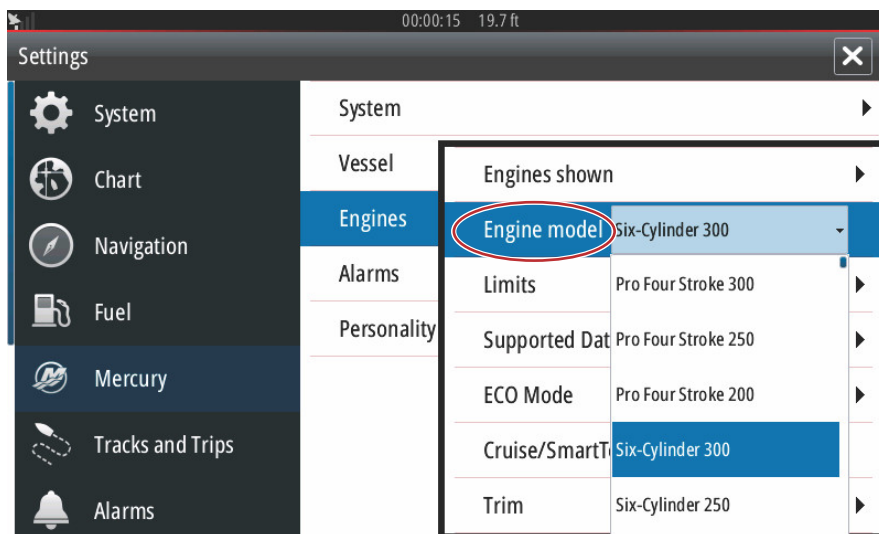 00:00:15 19.7 ft
Settings
System
Chart
Navigation
Fuel
Mercury
Tracks and Trips
Alarms
System
Vessel
Engines
Alarms
Personality
Engines shown
Engine model
Limits
Supported Dat
ECO Mode
Cruise/SmartT
Trim
Six-Cylinder 300
Pro Four Stroke 300
Pro Four Stroke 250
Pro Four Stroke 200
Six-Cylinder 300
Six-Cylinder 250